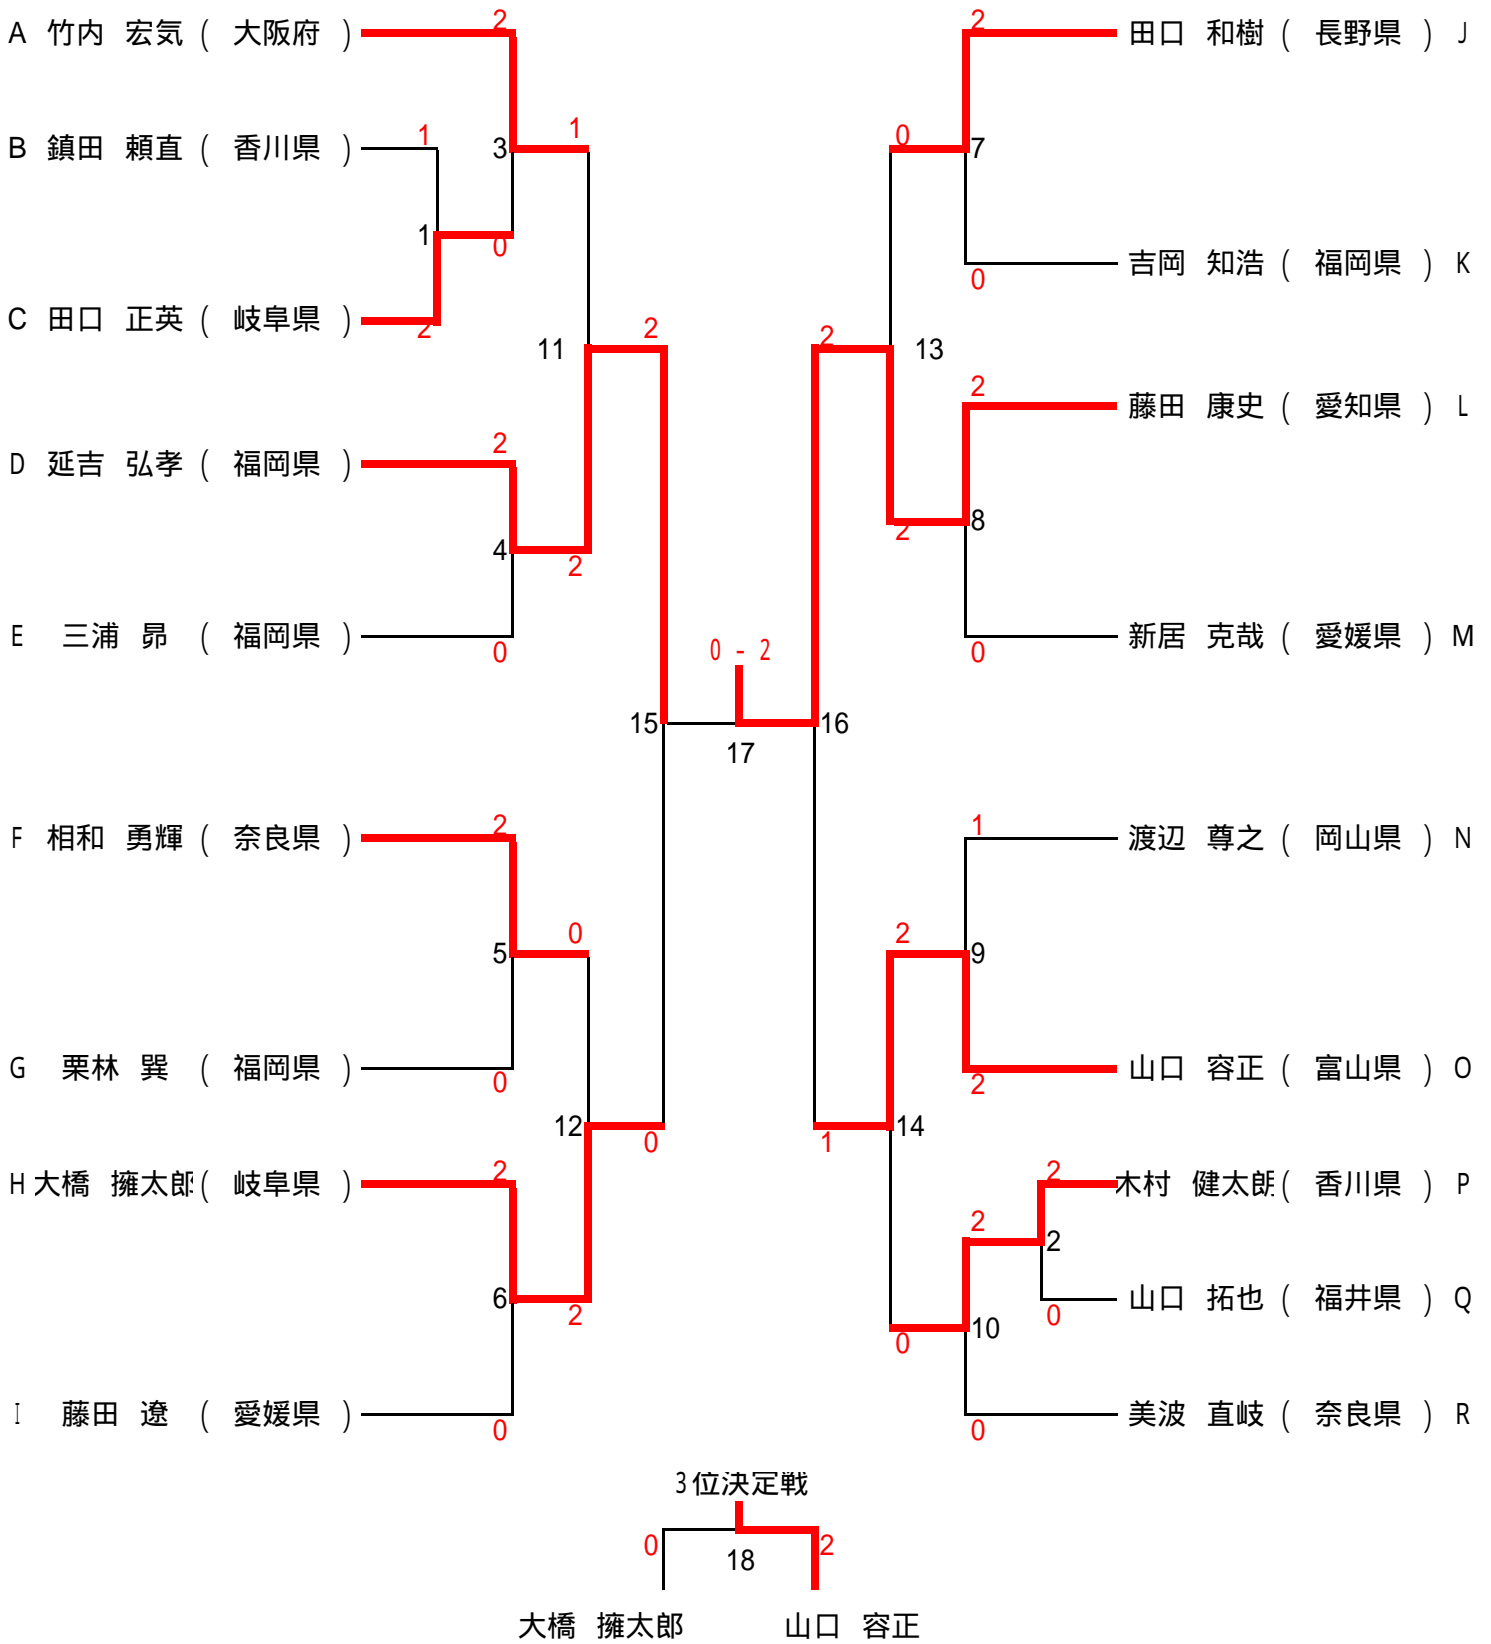 A 竹内 宏気 ( 大阪府 ) 2
2 田口 和樹 ( 長野県 ) J
B 鎮田 頼直 ( 香川県 ) 1
3 1
0 7
1 0
C 田口 正英 ( 岐阜県 ) 2
0 吉岡 知浩 ( 福岡県 ) K
11 2
2 13
D 延吉 弘孝 ( 福岡県 ) 2
2 藤田 康史 ( 愛知県 ) L
4 2
2 8
E 三浦 昴 ( 福岡県 ) 0
0 新居 克哉 ( 愛媛県 ) M
0 - 2
15 17 16
F 相和 勇輝 ( 奈良県 ) 2
1 渡辺 尊之 ( 岡山県 ) N
5 0
2 9
G 栗林 巽 ( 福岡県 ) 0
2 山口 容正 ( 富山県 ) O
12 0
1 14
H 大橋 擁太郎 ( 岐阜県 ) 2
2 木村 健太朗 ( 香川県 ) P
2 2
6 2
0 山口 拓也 ( 福井県 ) Q
0 10
I 藤田 遼 ( 愛媛県 ) 0
0 美波 直岐 ( 奈良県 ) R
3位決定戦
0 18 2
大橋 擁太郎 山口 容正